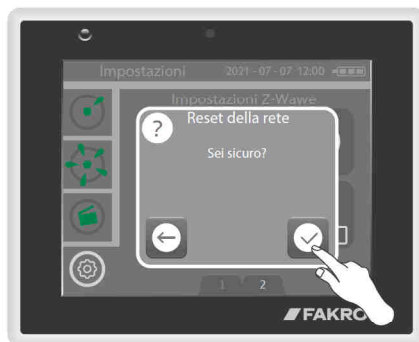 Impostazioni 2021 - 07 - 07 12:00
Impostazioni Z-Wawe
?
Reset della rete
Sei sicuro?
1 2
FAKRO